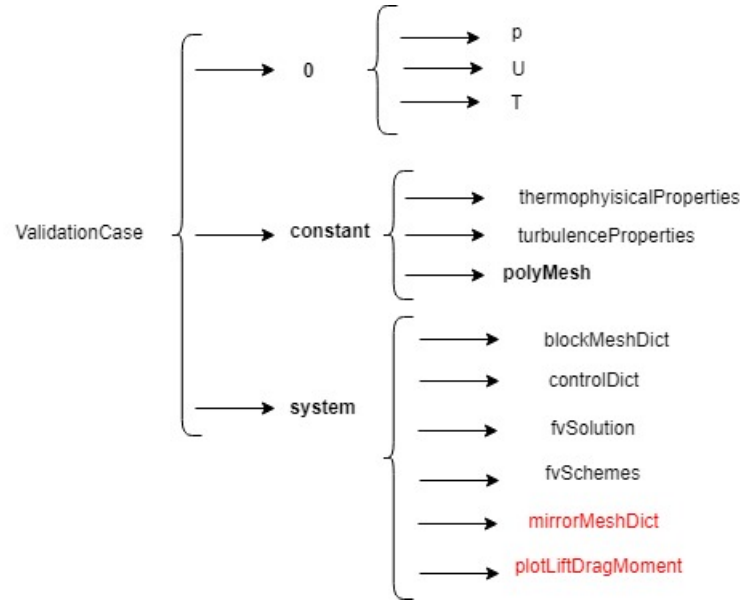 p
0
U
T
thermophyisicalProperties
ValidationCase
constant
turbulenceProperties
polyMesh
blockMeshDict
controlDict
system
fvSolution
fvSchemes
mirrorMeshDict
plotLiftDragMoment